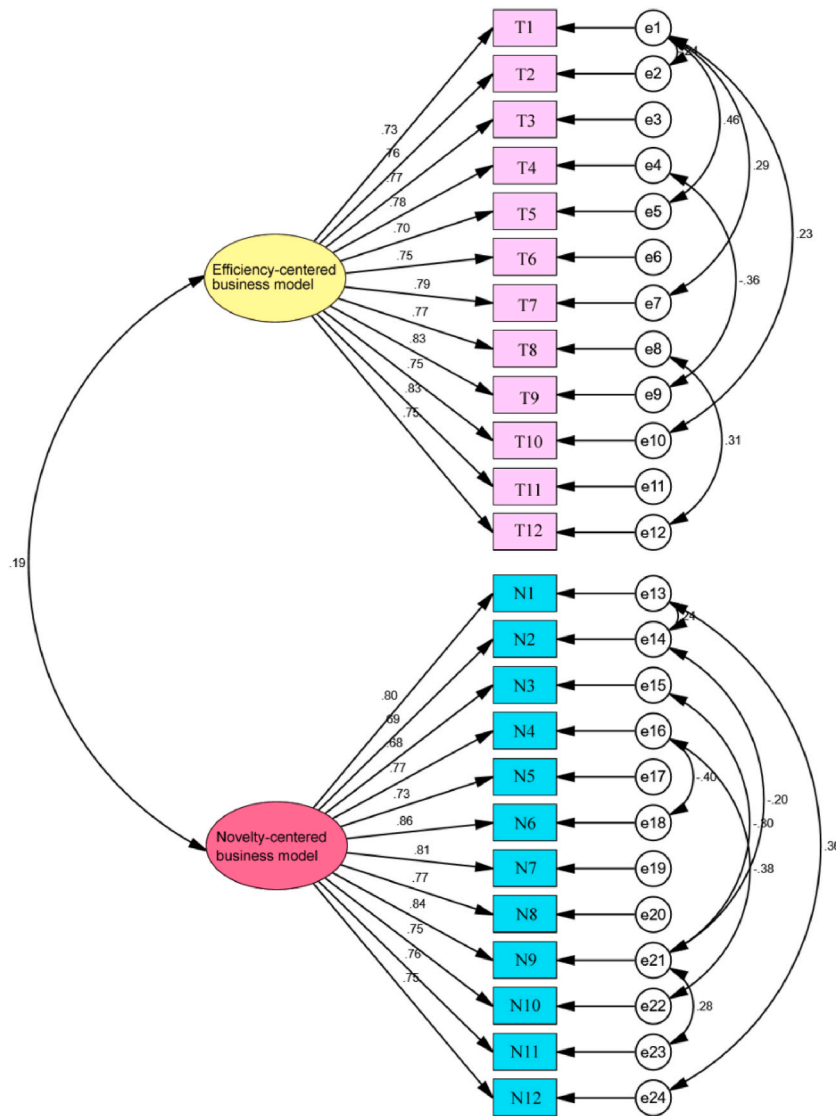 T1
e1
T2
e2
.73
T3
e3
.46
.76
.77
T4
e4
.29
.78
T5
e5
.70
.23
Efficiency-centered
business model
.75
T6
e6
.79
T7
e7
-.36
.77
T8
e8
.83
.75
T9
e9
.83
.75
T10
e10
.31
T11
e11
T12
e12
.19
N1
e13
N2
e14
.80
N3
e15
.69
.68
N4
e16
.77
N5
e17
-.40
.73
-.20
Novelty-centered
business model
.86
N6
e18
-.30
.36
.81
N7
e19
-.38
.77
N8
e20
.84
.75
N9
e21
.76
.75
N10
e22
.28
N11
e23
N12
e24